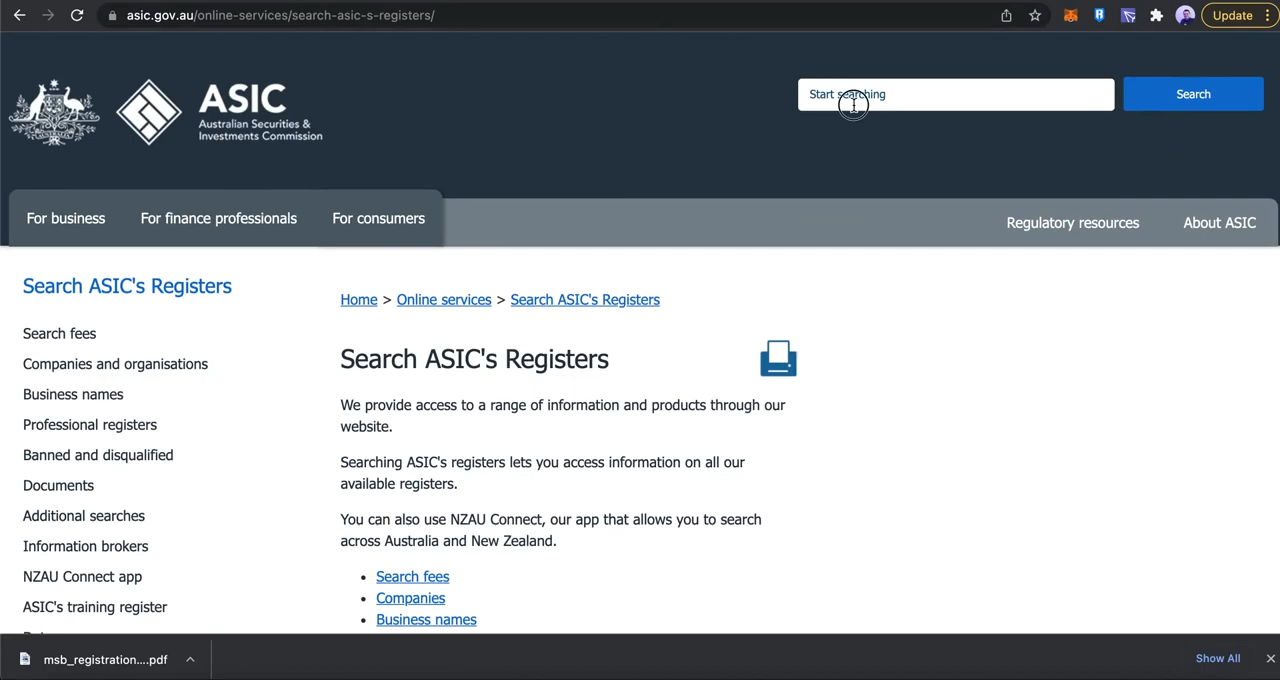 asic.gov.au/online-services/search-asic-s-registers/
Update
ASIC
Australian Securities &
Investments Commission
Start searching
Search
For business
For finance professionals
For consumers
Regulatory resources
About ASIC
Search ASIC's Registers
Search fees
Companies and organisations
Business names
Professional registers
Banned and disqualified
Documents
Additional searches
Information brokers
NZAU Connect app
ASIC's training register
Home > Online services > Search ASIC's Registers
Search ASIC's Registers
We provide access to a range of information and products through our
website.
Searching ASIC's registers lets you access information on all our
available registers.
You can also use NZAU Connect, our app that allows you to search
across Australia and New Zealand.
• Search fees
• Companies
• Business names
msb_registration....pdf
Show All